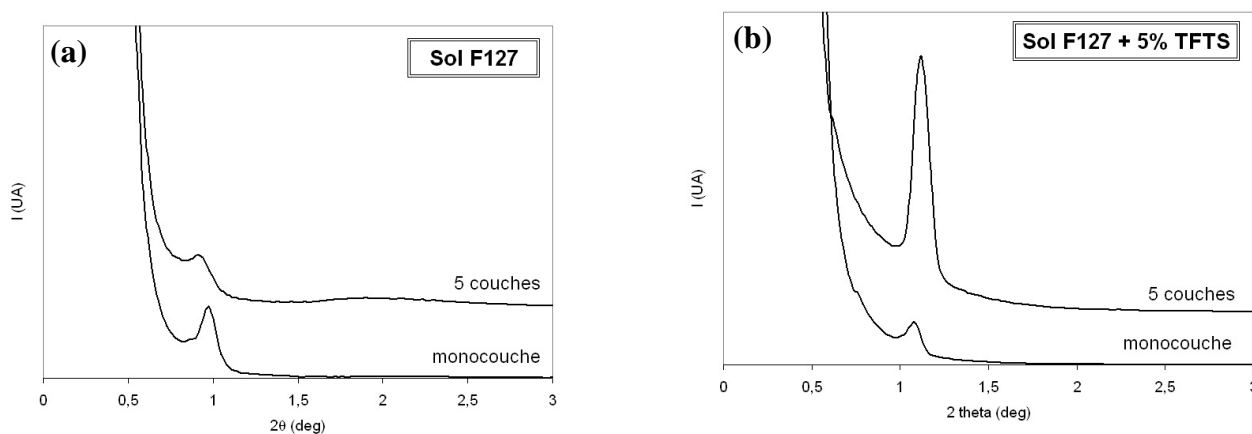 (a)
Sol F127
I (UA)
5 couches
monocouche
0 0,5 1 1,5 2 2,5 3
2θ (deg)
(b)
Sol F127 + 5% TFTS
I (UA)
5 couches
monocouche
0 0,5 1 1,5 2 2,5 3
2 theta (deg)